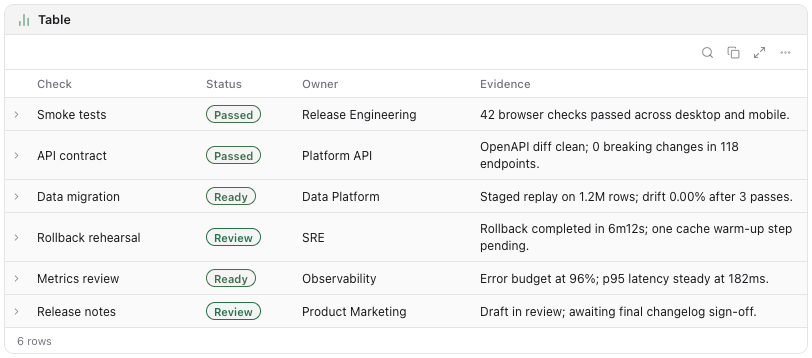 Table
Check Status Owner Evidence
Smoke tests Passed Release Engineering 42 browser checks passed across desktop and mobile.
API contract Passed Platform API OpenAPI diff clean; 0 breaking changes in 118
endpoints.
Data migration Ready Data Platform Staged replay on 1.2M rows; drift 0.00% after 3 passes.
Rollback rehearsal Review SRE Rollback completed in 6m12s; one cache warm-up step
pending.
Metrics review Ready Observability Error budget at 96%; p95 latency steady at 182ms.
Release notes Review Product Marketing Draft in review; awaiting final changelog sign-off.
6 rows